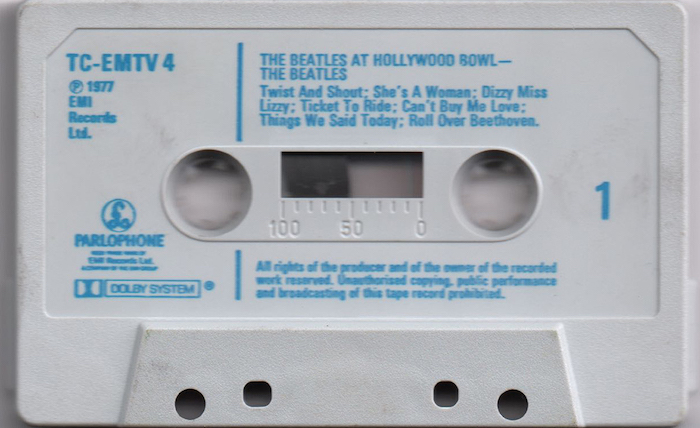 TC-EMTV 4
℗ 1977
EMI
Records
Ltd.
THE BEATLES AT HOLLYWOOD BOWL—
THE BEATLES
Twist And Shout; She's A Woman; Dizzy Miss
Lizzy; Ticket To Ride; Can't Buy Me Love;
Things We Said Today; Roll Over Beethoven.
1
100 50 0
PARLOPHONE
EMI Records Ltd.
DOLBY SYSTEM ®
All rights of the producer and of the owner of the recorded
work reserved. Unauthorised copying, public performance
and broadcasting of this tape record prohibited.